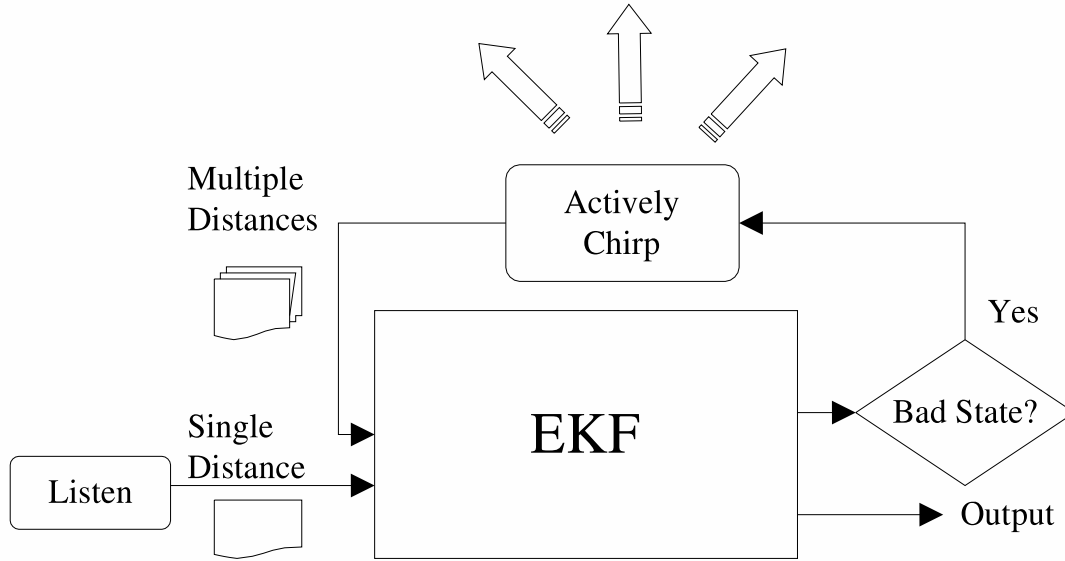 Multiple
Distances
Actively
Chirp
Yes
EKF
Bad State?
Single
Distance
Listen
Output